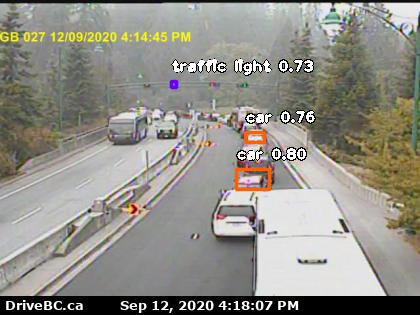 GB 027 12/09/2020 4:14:45 PM
traffic light 0.73
car 0.76
car 0.80
DriveBC.ca Sep 12, 2020 4:18:07 PM